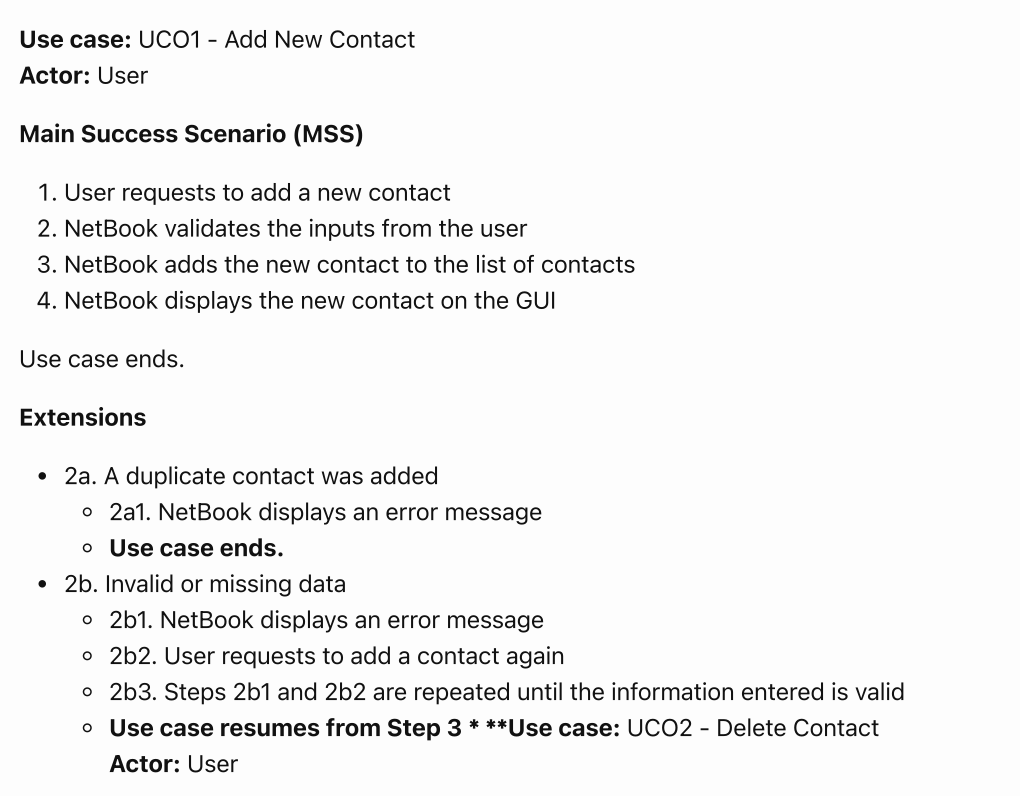 Use case: UCO1 - Add New Contact
Actor: User
Main Success Scenario (MSS)
1. User requests to add a new contact
2. NetBook validates the inputs from the user
3. NetBook adds the new contact to the list of contacts
4. NetBook displays the new contact on the GUI
Use case ends.
Extensions
• 2a. A duplicate contact was added
◦ 2a1. NetBook displays an error message
◦ Use case ends.
• 2b. Invalid or missing data
◦ 2b1. NetBook displays an error message
◦ 2b2. User requests to add a contact again
◦ 2b3. Steps 2b1 and 2b2 are repeated until the information entered is valid
◦ Use case resumes from Step 3 * **Use case: UCO2 - Delete Contact
Actor: User